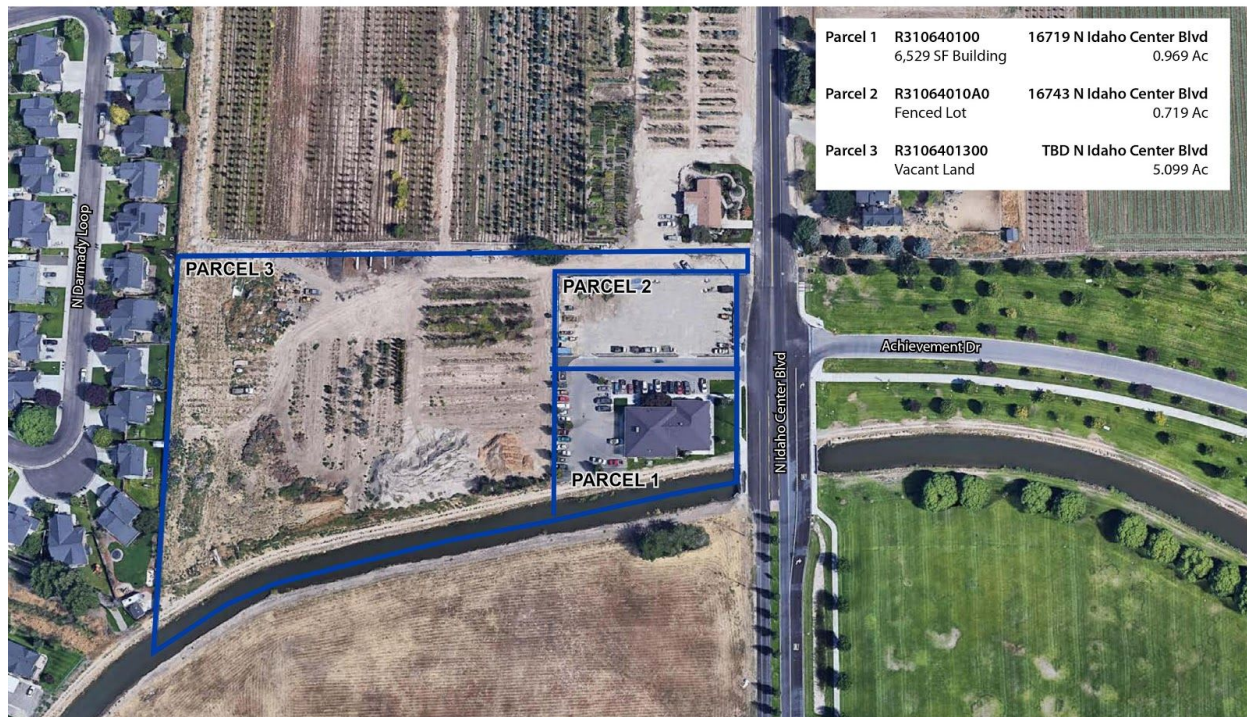 Parcel 1 R310640100 16719 N Idaho Center Blvd
6,529 SF Building 0.969 Ac
Parcel 2 R31064010A0 16743 N Idaho Center Blvd
Fenced Lot 0.719 Ac
Parcel 3 R3106401300 TBD N Idaho Center Blvd
Vacant Land 5.099 Ac
PARCEL 3
PARCEL 2
PARCEL 1
N Darmady Loop
N Idaho Center Blvd
Achievement Dr